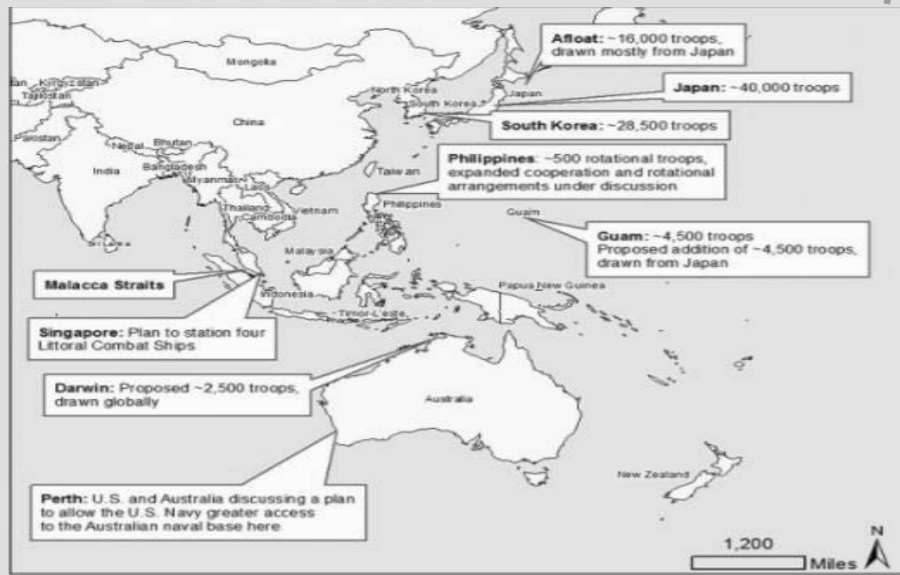 Afloat: ~16,000 troops,
drawn mostly from Japan
Mongolia
Kyrgyzstan
Tajikistan
North Korea
Japan
Japan: ~40,000 troops
South Korea
China
South Korea: ~28,500 troops
Pakistan
Nepal
Bhutan
Philippines: ~500 rotational troops,
expanded cooperation and rotational
arrangements under discussion
India
Bangladesh
Myanmar
Laos
Taiwan
Thailand
Cambodia
Vietnam
Philippines
Guam
Sri Lanka
Malaysia
Guam: ~4,500 troops
Proposed addition of ~4,500 troops,
drawn from Japan
Malacca Straits
Indonesia
Papua New Guinea
Timor-Leste
Singapore: Plan to station four
Littoral Combat Ships
Darwin: Proposed ~2,500 troops,
drawn globally
Australia
New Zealand
Perth: U.S. and Australia discussing a plan
to allow the U.S. Navy greater access
to the Australian naval base here
N
1,200
Miles